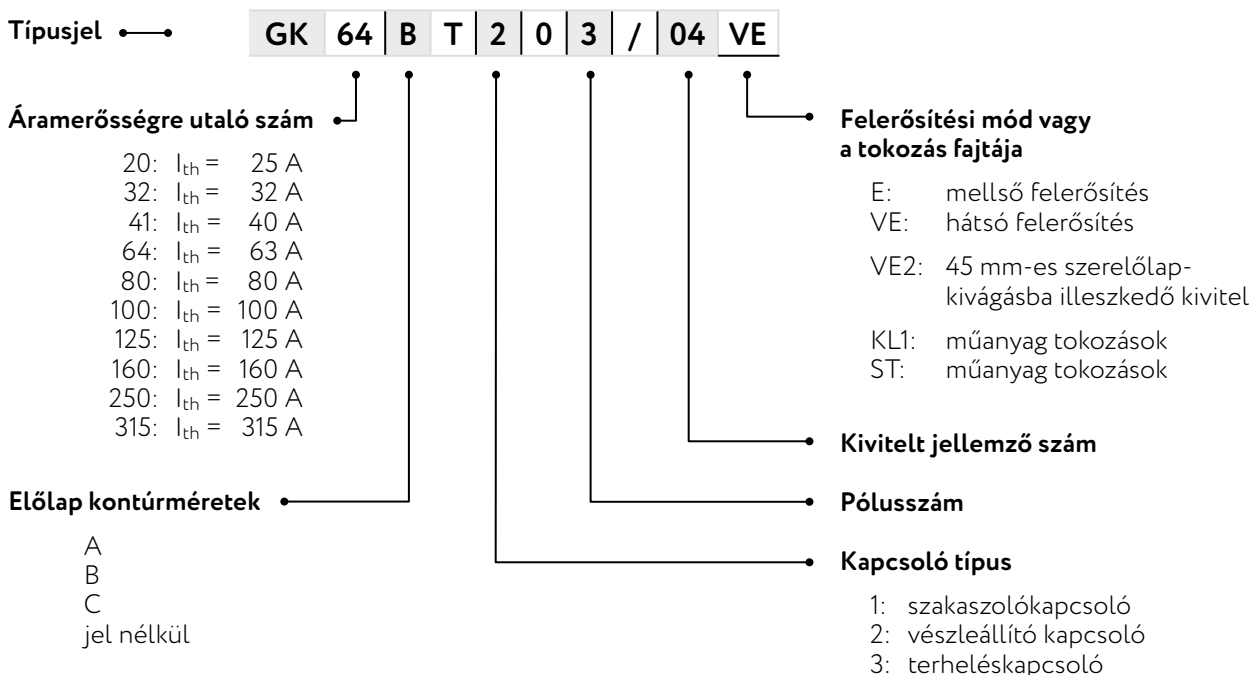 Típusjel
GK 64 B T 2 0 3 / 04 VE
Áramerősségre utaló szám
20: Ith = 25 A
32: Ith = 32 A
41: Ith = 40 A
64: Ith = 63 A
80: Ith = 80 A
100: Ith = 100 A
125: Ith = 125 A
160: Ith = 160 A
250: Ith = 250 A
315: Ith = 315 A
Előlap kontúrméretek
A
B
C
jel nélkül
Felerősítési mód vagy
a tokozás fajtája
E: mellső felerősítés
VE: hátsó felerősítés
VE2: 45 mm-es szerelőlap-
kivágásba illeszkedő kivitel
KL1: műanyag tokozások
ST: műanyag tokozások
Kivitelt jellemző szám
Pólusszám
Kapcsoló típus
1: szakaszolókapcsoló
2: vészleállító kapcsoló
3: terheléskapcsoló